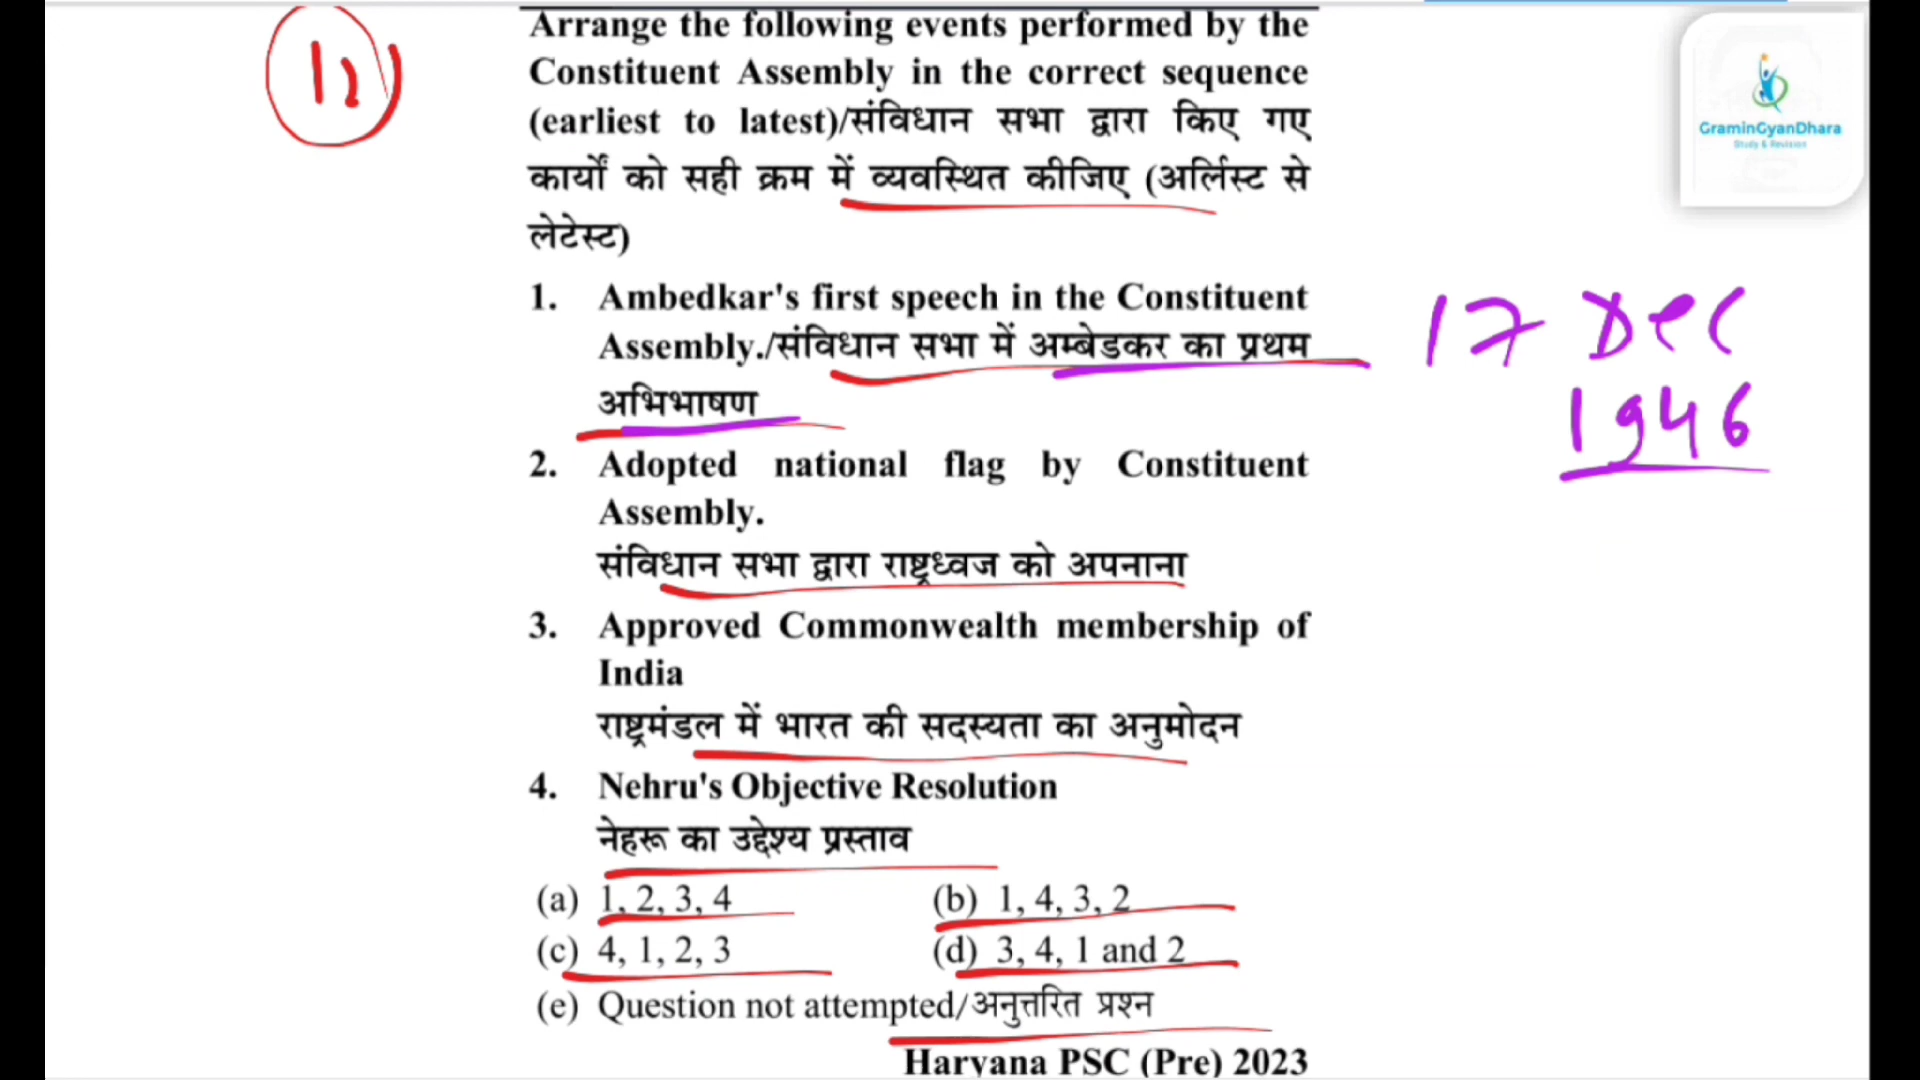 12)
Arrange the following events performed by the
Constituent Assembly in the correct sequence
(earliest to latest)/संविधान सभा द्वारा किए गए
कार्यों को सही क्रम में व्यवस्थित कीजिए (अर्लिस्ट से
लेटेस्ट)
1. Ambedkar's first speech in the Constituent
Assembly./संविधान सभा में अम्बेडकर का प्रथम
अभिभाषण
2. Adopted national flag by Constituent
Assembly.
संविधान सभा द्वारा राष्ट्रध्वज को अपनाना
3. Approved Commonwealth membership of
India
राष्ट्रमंडल में भारत की सदस्यता का अनुमोदन
4. Nehru's Objective Resolution
नेहरू का उद्देश्य प्रस्ताव
(a) 1, 2, 3, 4 (b) 1, 4, 3, 2
(c) 4, 1, 2, 3 (d) 3, 4, 1 and 2
(e) Question not attempted/अनुत्तरित प्रश्न
Haryana PSC (Pre) 2023
17 Dec
1946
GraminGyanDhara
Study & Revision